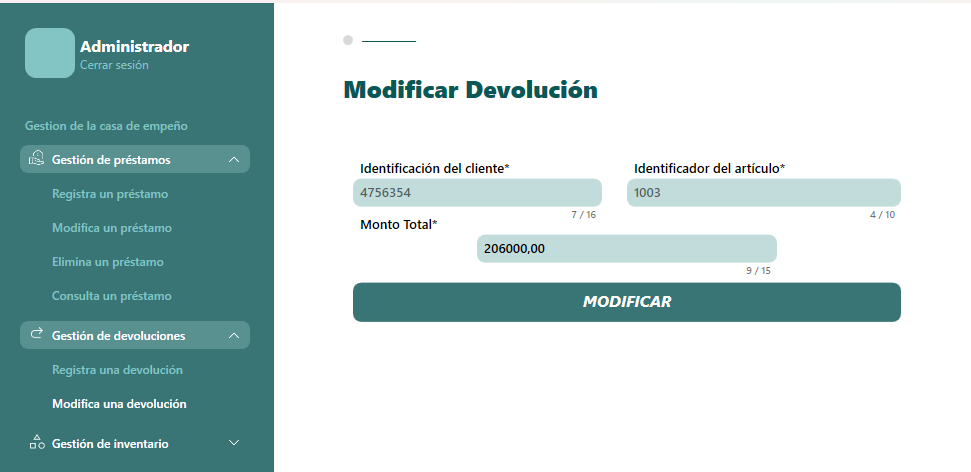 Administrador
Cerrar sesión
Gestion de la casa de empeño
Gestión de préstamos
Registra un préstamo
Modifica un préstamo
Elimina un préstamo
Consulta un préstamo
Gestión de devoluciones
Registra una devolución
Modifica una devolución
Gestión de inventario
Modificar Devolución
Identificación del cliente* Identificador del artículo*
4756354 1003
7 / 16 4 / 10
Monto Total*
206000,00
9 / 15
MODIFICAR